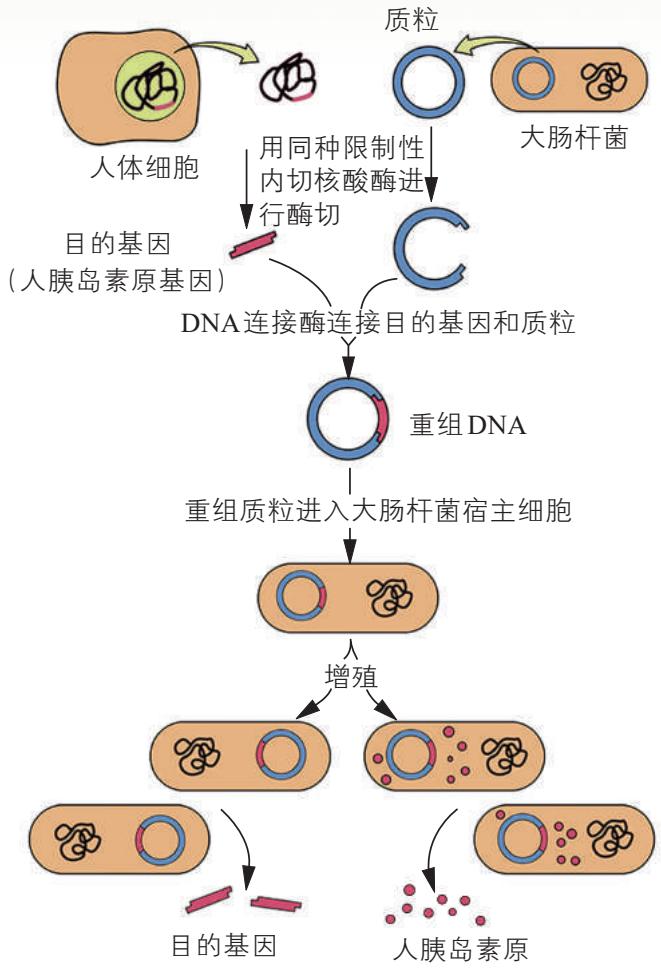 质粒
大肠杆菌
人体细胞
用同种限制性
内切核酸酶进
行酶切
目的基因
（人胰岛素原基因）
DNA连接酶连接目的基因和质粒
重组DNA
重组质粒进入大肠杆菌宿主细胞
增殖
目的基因
人胰岛素原